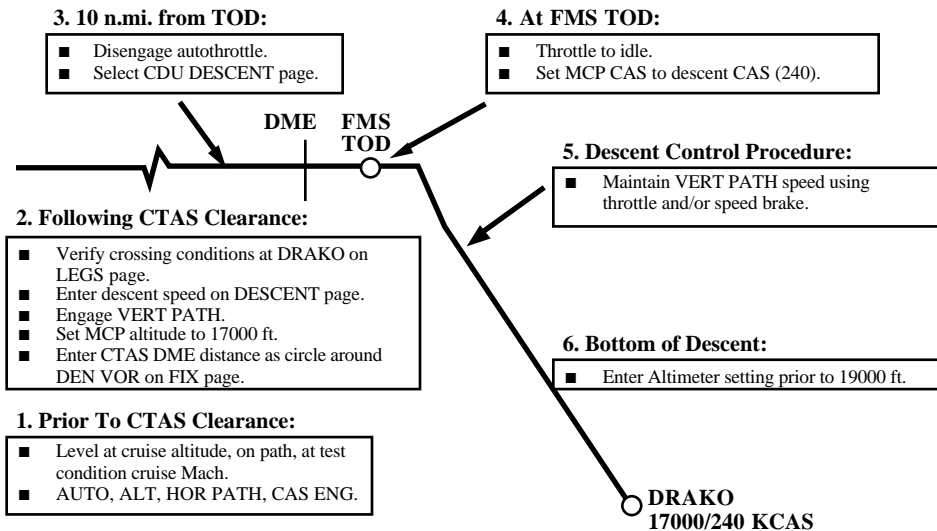 3. 10 n.mi. from TOD:
■ Disengage autothrottle.
■ Select CDU DESCENT page.
4. At FMS TOD:
■ Throttle to idle.
■ Set MCP CAS to descent CAS (240).
DME
FMS
TOD
5. Descent Control Procedure:
■ Maintain VERT PATH speed using
throttle and/or speed brake.
2. Following CTAS Clearance:
■ Verify crossing conditions at DRAKO on
LEGS page.
■ Enter descent speed on DESCENT page.
■ Engage VERT PATH.
■ Set MCP altitude to 17000 ft.
■ Enter CTAS DME distance as circle around
DEN VOR on FIX page.
6. Bottom of Descent:
■ Enter Altimeter setting prior to 19000 ft.
1. Prior To CTAS Clearance:
■ Level at cruise altitude, on path, at test
condition cruise Mach.
■ AUTO, ALT, HOR PATH, CAS ENG.
DRAKO
17000/240 KCAS